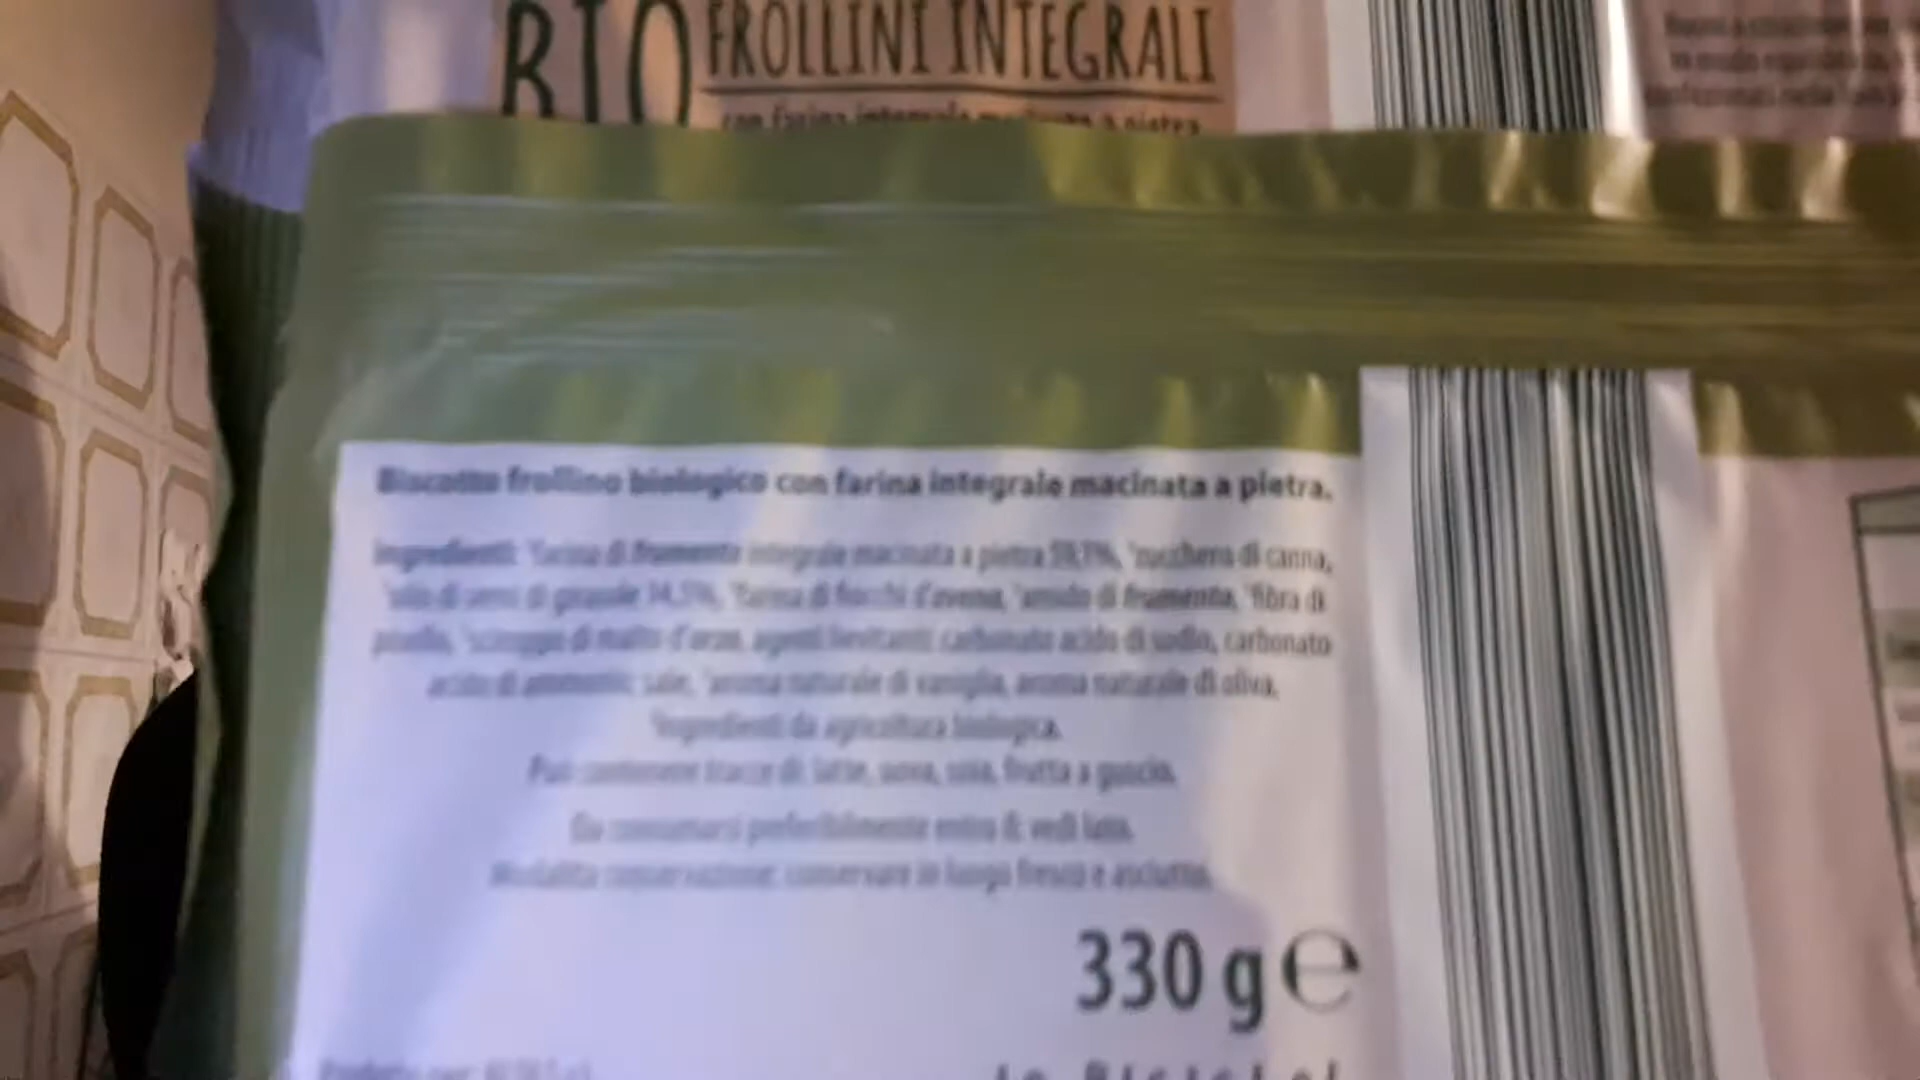 BIO FROLLINI INTEGRALI
con farina integrale macinata a pietra
Biscotto frollino biologico con farina integrale macinata a pietra.
Ingredienti: *farina di frumento integrale macinata a pietra *zucchero di canna,
*olio di semi di girasole 14,5%, *farina di fiocchi d'avena, *amido di frumento, *fibra di
pisello, *sciroppo di malto d'orzo, agenti lievitanti: carbonato acido di sodio, carbonato
acido di ammonio; sale, *aroma naturale di vaniglia, aroma naturale di oliva.
*Ingredienti da agricoltura biologica.
Può contenere tracce di: latte, uova, soia, frutta a guscio.
Da consumarsi preferibilmente entro il: vedi lato.
Modalità conservazione: conservare in luogo fresco e asciutto.
330 g e
Prodotto per: